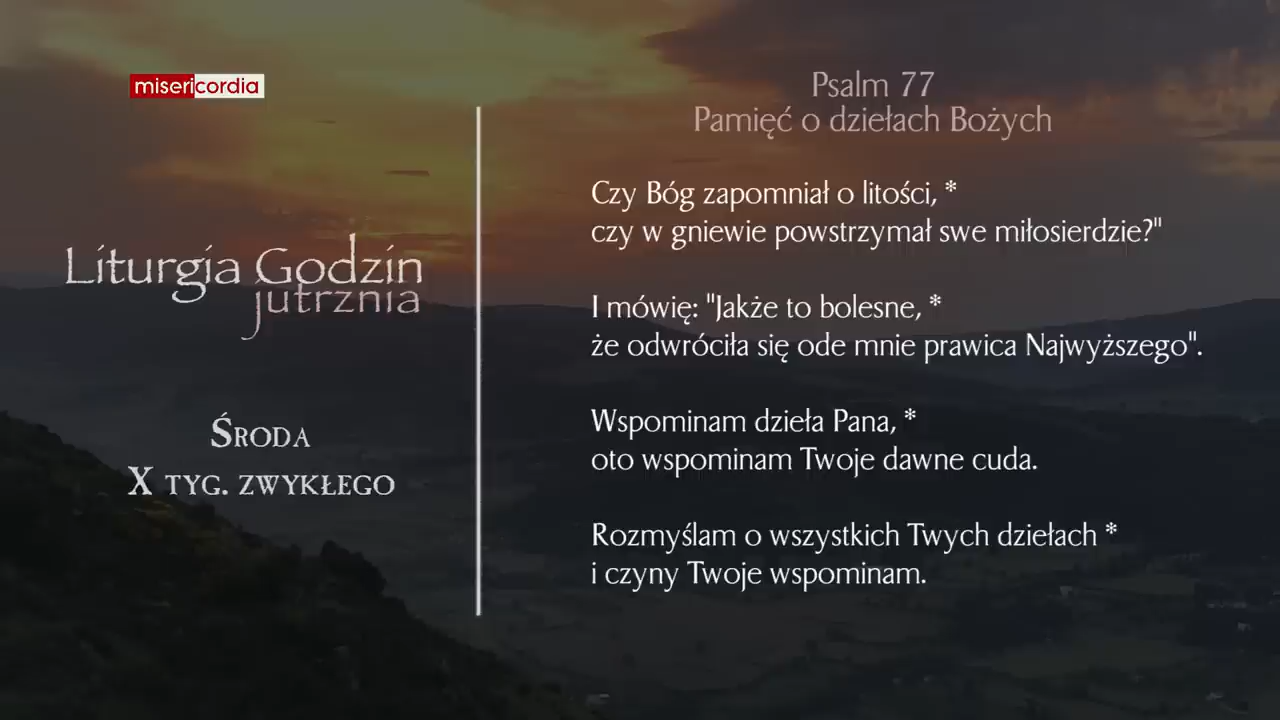 misericordia
Liturgia Godzin
jutrznia
Środa
X tyg. zwykłego
Psalm 77
Pamięć o dziełach Bożych
Czy Bóg zapomniał o litości, *
czy w gniewie powstrzymał swe miłosierdzie?"
I mówię: "Jakże to bolesne, *
że odwróciła się ode mnie prawica Najwyższego".
Wspominam dzieła Pana, *
oto wspominam Twoje dawne cuda.
Rozmyślam o wszystkich Twych dziełach *
i czyny Twoje wspominam.